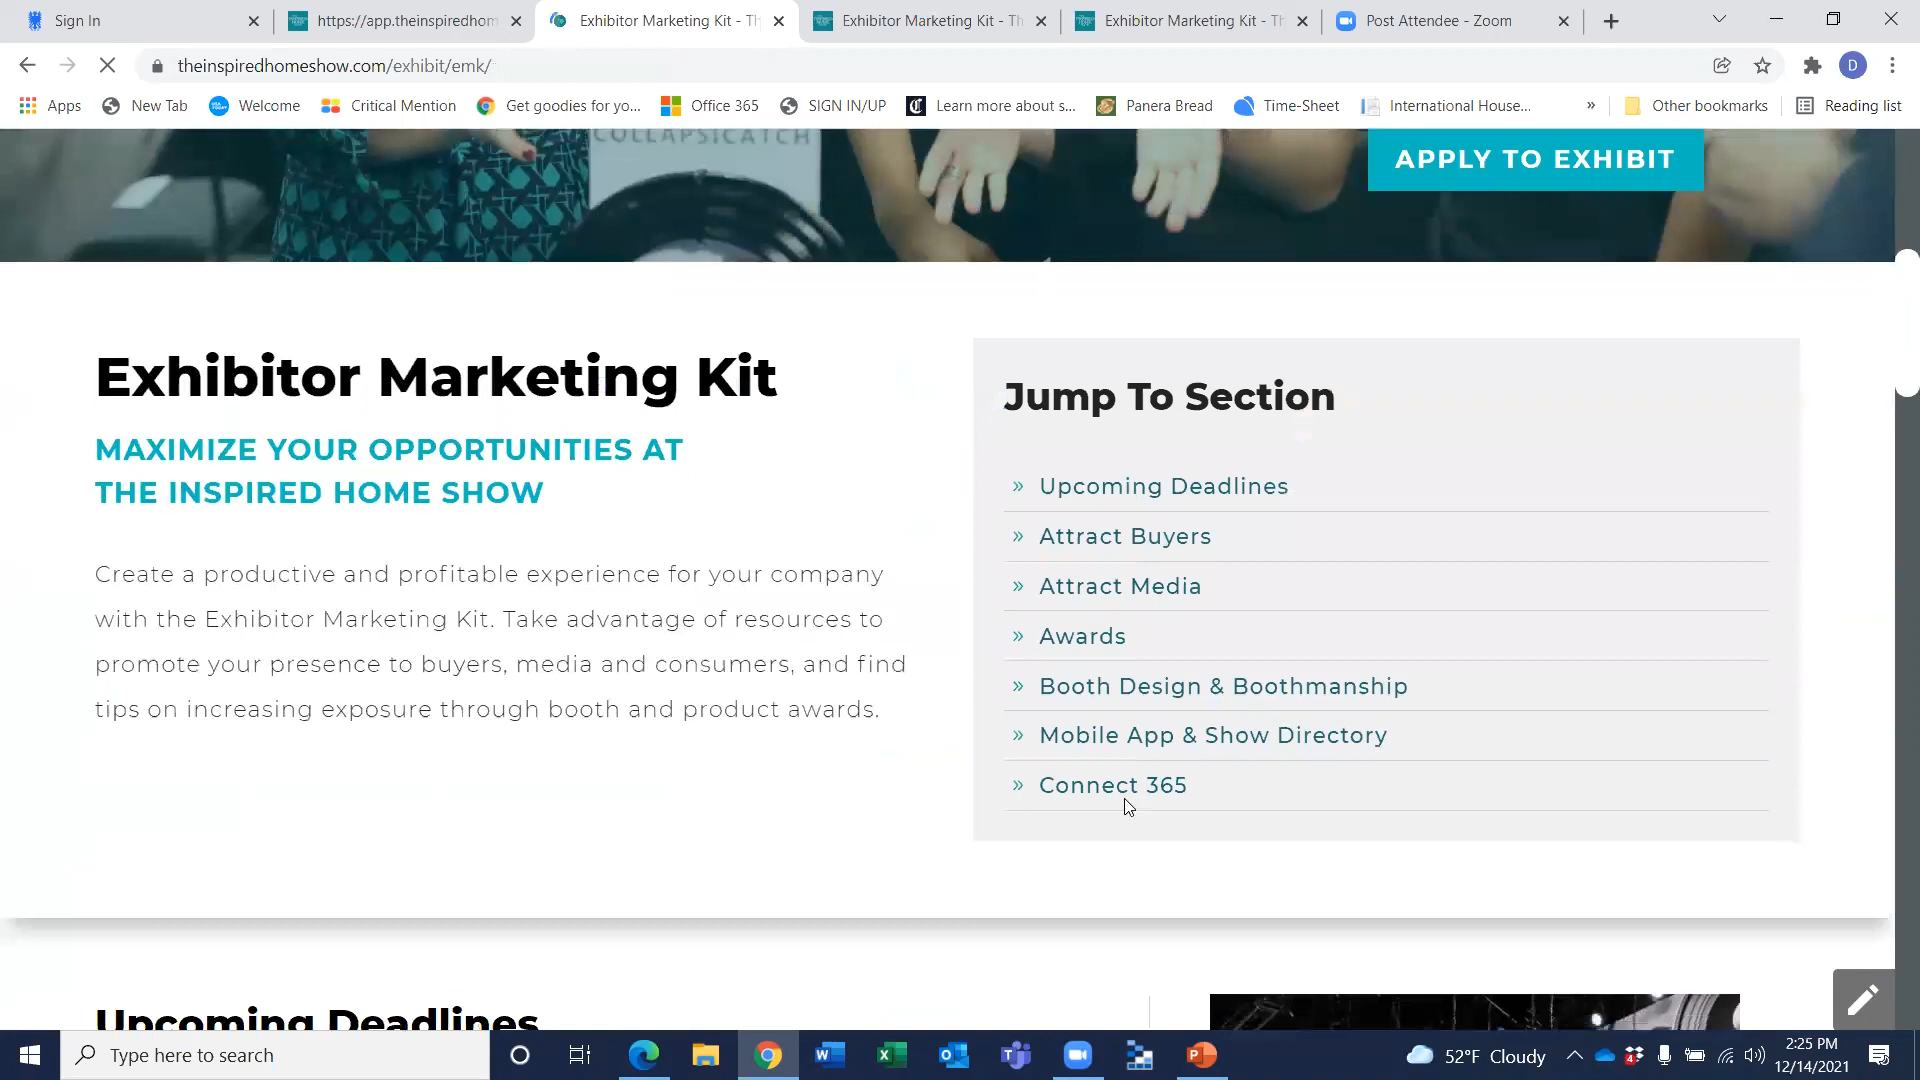 Sign In
https://app.theinspiredhom
Exhibitor Marketing Kit - Th
Exhibitor Marketing Kit - Th
Exhibitor Marketing Kit - Th
Post Attendee - Zoom
theinspiredhomeshow.com/exhibit/emk/
D
Apps
New Tab
Welcome
Critical Mention
Get goodies for yo...
Office 365
SIGN IN/UP
Learn more about s...
Panera Bread
Time-Sheet
International House...
»
Other bookmarks
Reading list
COLLAPSICATCH
APPLY TO EXHIBIT
Exhibitor Marketing Kit
MAXIMIZE YOUR OPPORTUNITIES AT
THE INSPIRED HOME SHOW
Create a productive and profitable experience for your company
with the Exhibitor Marketing Kit. Take advantage of resources to
promote your presence to buyers, media and consumers, and find
tips on increasing exposure through booth and product awards.
Jump To Section
» Upcoming Deadlines
» Attract Buyers
» Attract Media
» Awards
» Booth Design & Boothmanship
» Mobile App & Show Directory
» Connect 365
Upcoming Deadlines
Type here to search
52°F Cloudy
2:25 PM
12/14/2021